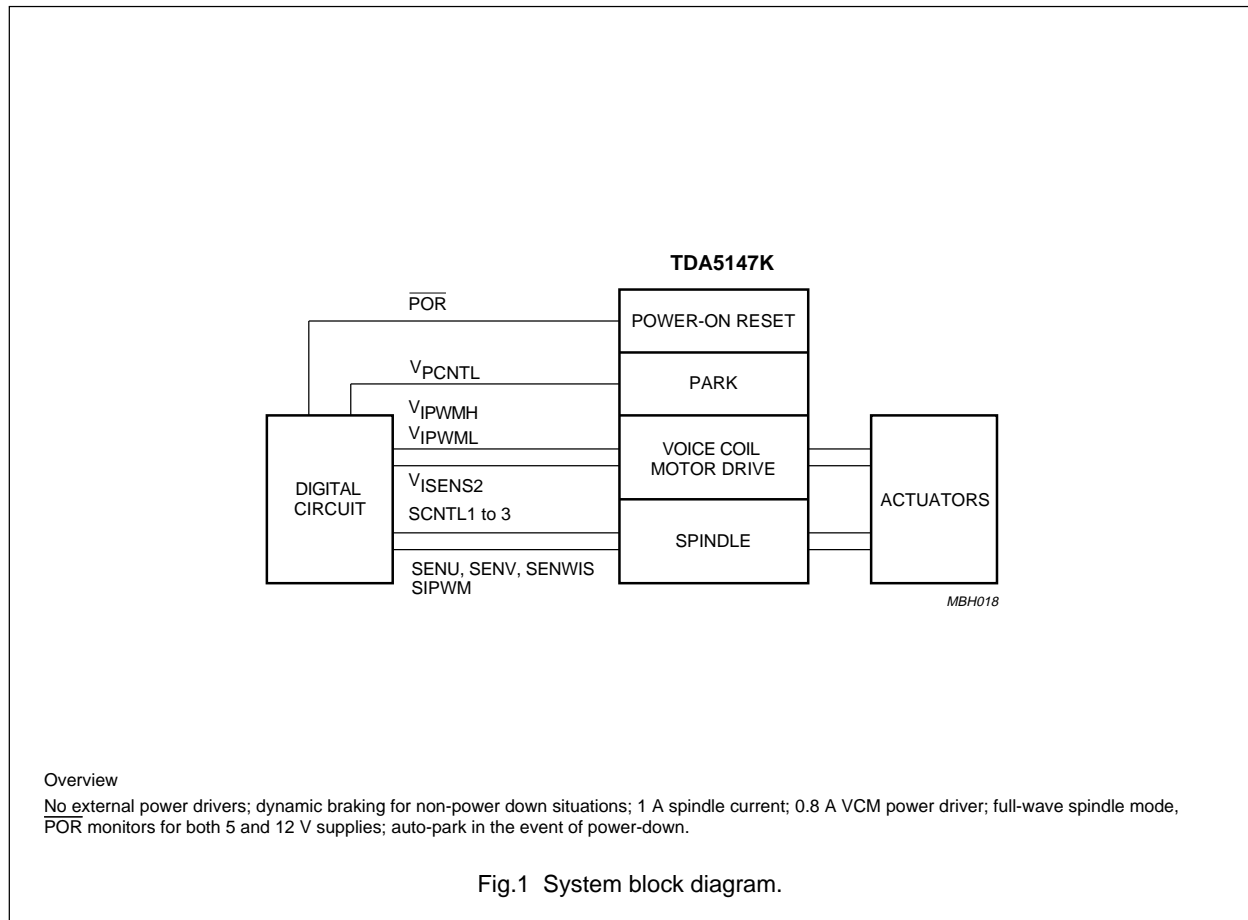 TDA5147K
POR
POWER-ON RESET
VPCNTL
PARK
VIPWMH
VIPWML
VOICE COIL
MOTOR DRIVE
VISENS2
DIGITAL
CIRCUIT
SCNTL1 to 3
ACTUATORS
SPINDLE
SENU, SENV, SENWIS
SIPWM
MBH018
Overview
No external power drivers; dynamic braking for non-power down situations; 1 A spindle current; 0.8 A VCM power driver; full-wave spindle mode,
POR monitors for both 5 and 12 V supplies; auto-park in the event of power-down.
Fig.1 System block diagram.